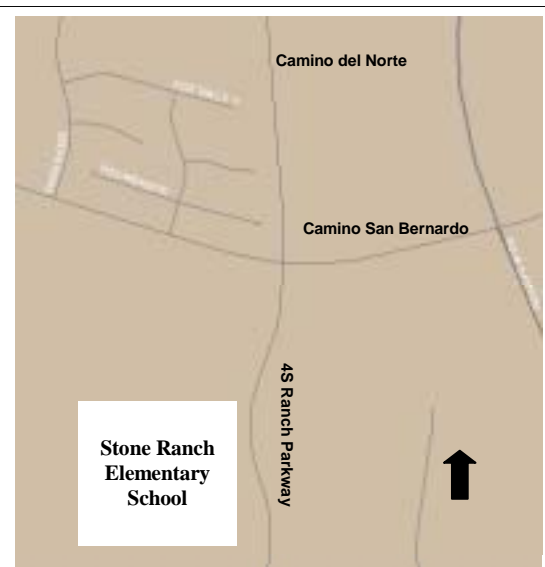 Camino del Norte
Camino San Bernardo
4S Ranch Parkway
Stone Ranch
Elementary
School